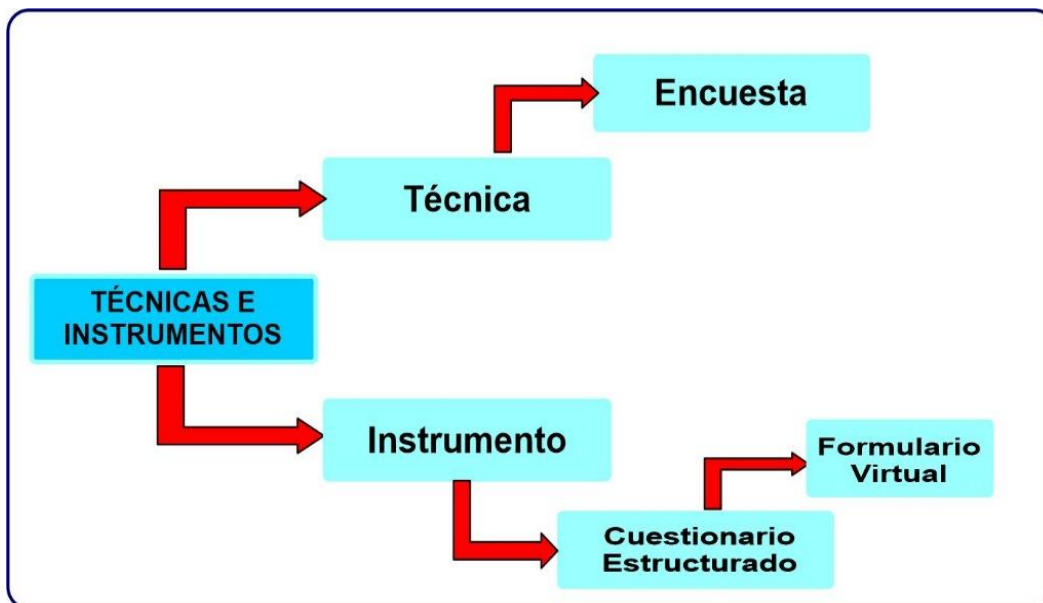 Encuesta
Técnica
TÉCNICAS E
INSTRUMENTOS
Instrumento
Formulario
Virtual
Cuestionario
Estructurado